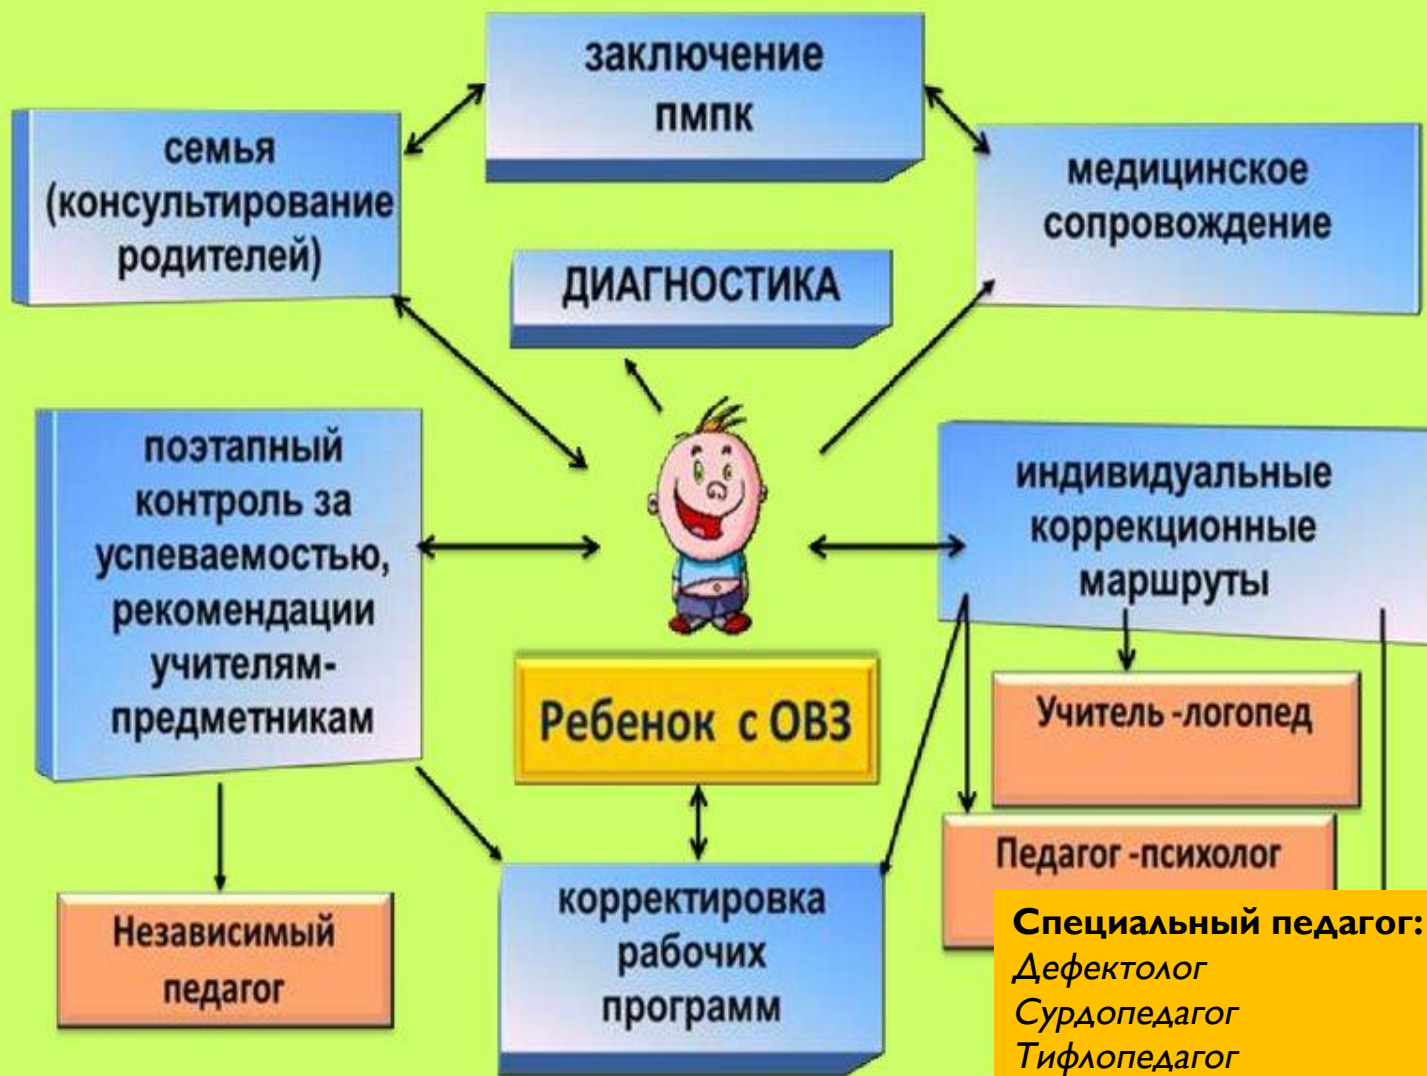 заключение
пмпк
семья
(консультирование
родителей)
медицинское
сопровождение
ДИАГНОСТИКА
поэтапный
контроль за
успеваемостью,
рекомендации
учителям-
предметникам
индивидуальные
коррекционные
маршруты
Ребенок с ОВЗ
Учитель -логопед
Педагог -психолог
Независимый
педагог
корректировка
рабочих
программ
Специальный педагог:
Дефектолог
Сурдопедагог
Тифлопедагог